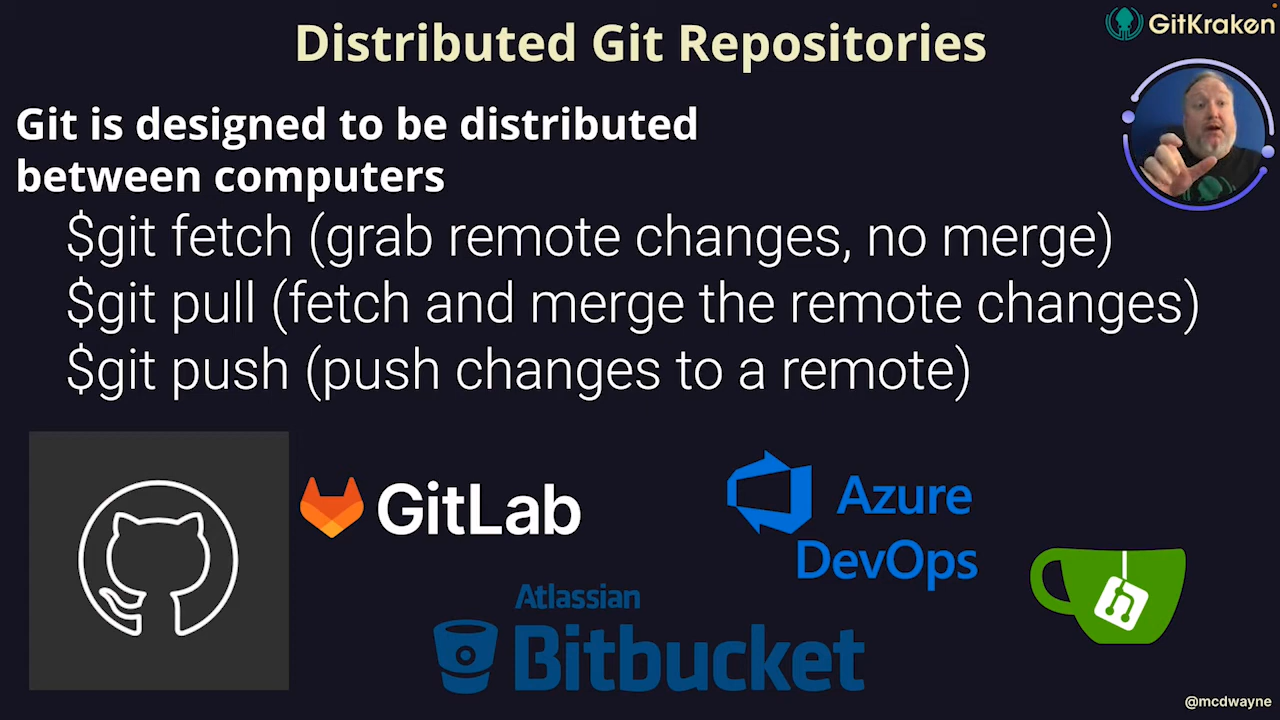 Distributed Git Repositories
GitKraken
Git is designed to be distributed
between computers
$git fetch (grab remote changes, no merge)
$git pull (fetch and merge the remote changes)
$git push (push changes to a remote)
GitLab
Azure
DevOps
Atlassian
Bitbucket
@mcdwayne